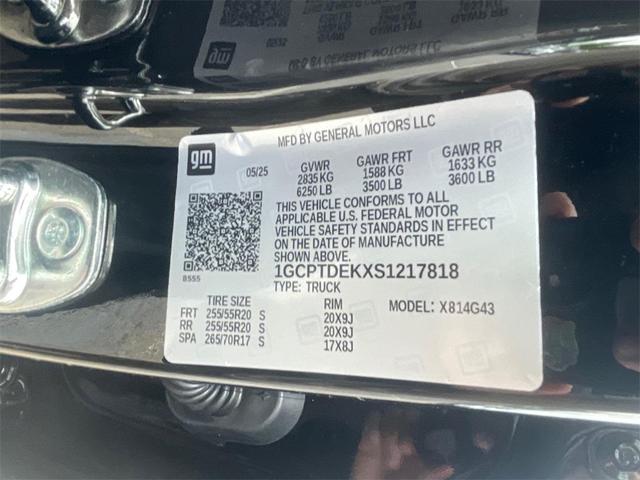 MFD BY GENERAL MOTORS LLC
gm
05/25
GVWR
2835 KG
6250 LB
GAWR FRT
1588 KG
3500 LB
GAWR RR
1633 KG
3600 LB
THIS VEHICLE CONFORMS TO ALL
APPLICABLE U.S. FEDERAL MOTOR
VEHICLE SAFETY STANDARDS IN EFFECT
ON THE DATE OF MANUFACTURE
SHOWN ABOVE.
8555
1GCPTDEKXS1217818
TYPE: TRUCK
MODEL: X814G43
TIRE SIZE RIM
FRT 255/55R20 S 20X9J
RR 255/55R20 S 20X9J
SPA 265/70R17 S 17X8J